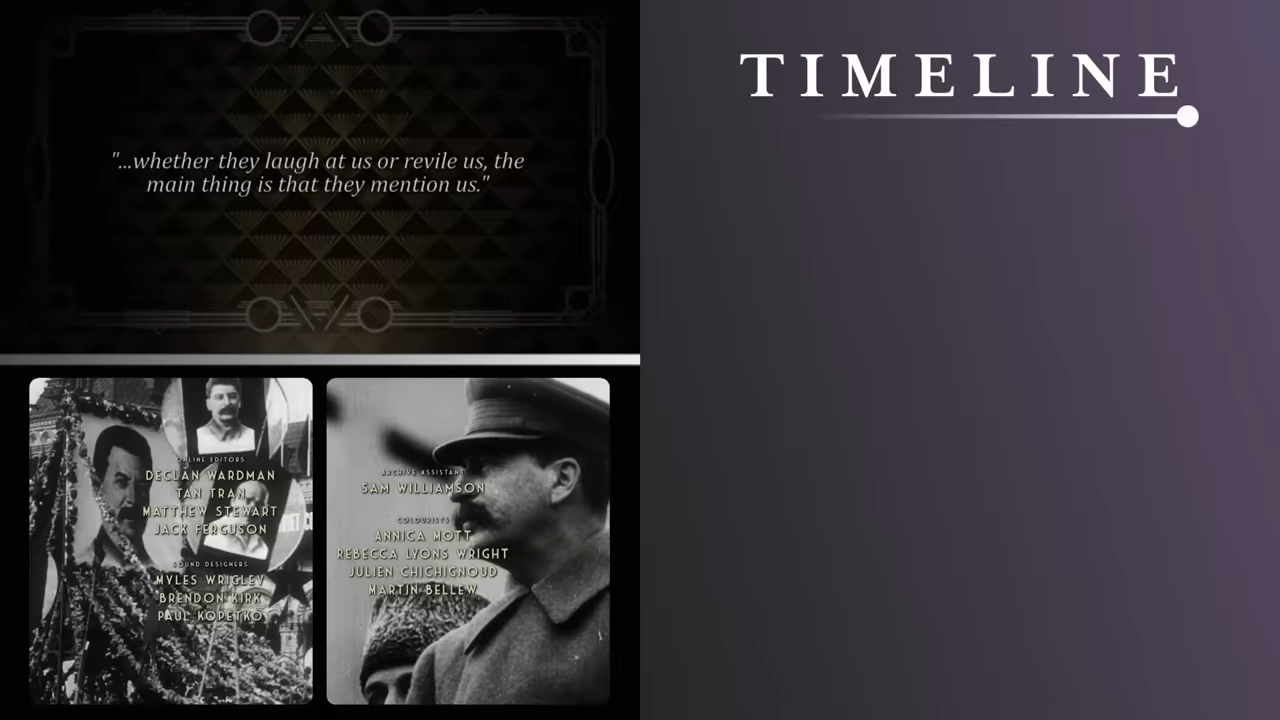 "...whether they laugh at us or revile us, the
main thing is that they mention us."
TIMELINE
ONLINE EDITORS
DECLAN WARDMAN
TAN TRAN
MATTHEW STEWART
JACK FERGUSON
SOUND DESIGNERS
MYLES WRIGLEY
BRENDON KIRK
PAUL KOPETKO
ARCHIVE ASSISTANT
SAM WILLIAMSON
COLOURISTS
ANNICA MOTT
REBECCA LYONS WRIGHT
JULIEN CHICHIGNOUD
MARTIN BELLEW